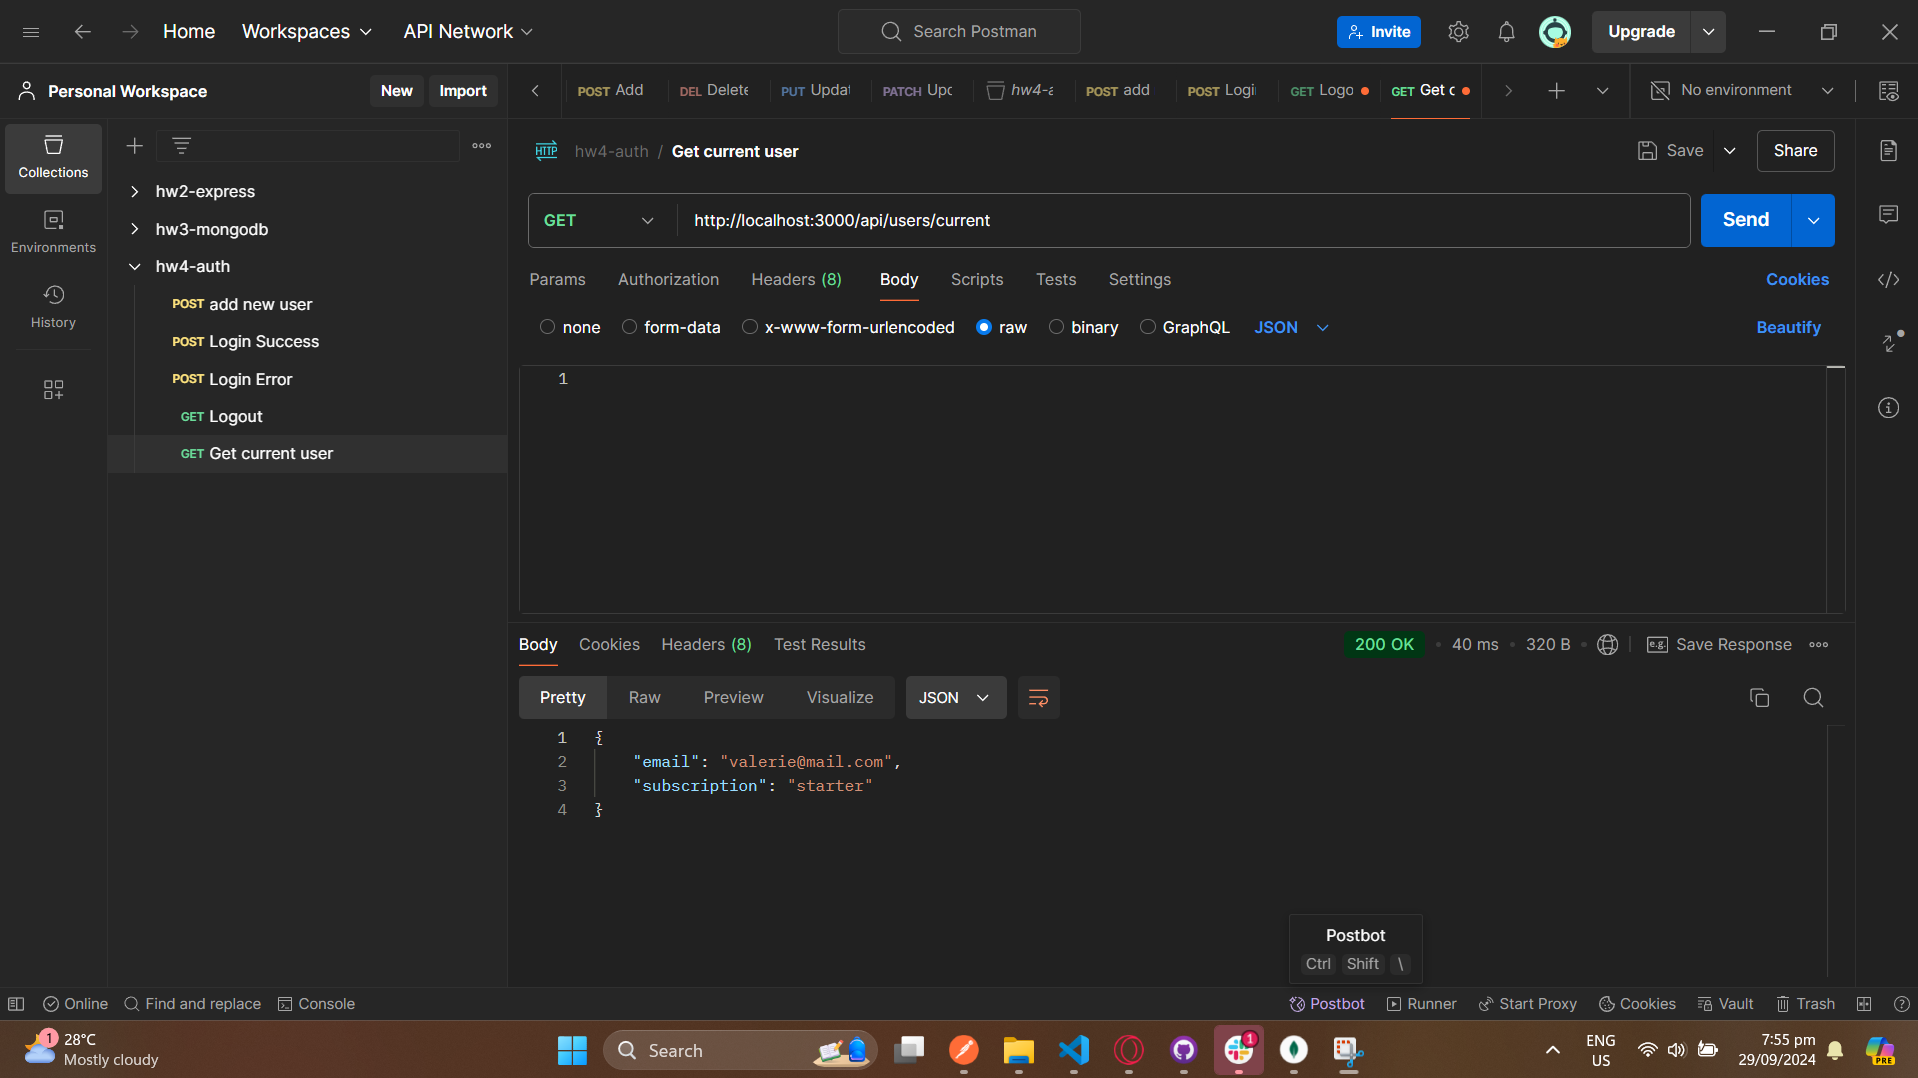 Home Workspaces API Network Search Postman Invite Upgrade
Personal Workspace New Import
POST Add DEL Delete PUT Updat PATCH Upd hw4-a POST add POST Logi GET Logo GET Get c No environment
Collections
Environments
History
hw2-express
hw3-mongodb
hw4-auth
POST add new user
POST Login Success
POST Login Error
GET Logout
GET Get current user
HTTP hw4-auth / Get current user Save Share
GET http://localhost:3000/api/users/current Send
Params Authorization Headers (8) Body Scripts Tests Settings Cookies
none form-data x-www-form-urlencoded raw binary GraphQL JSON Beautify
1
Body Cookies Headers (8) Test Results 200 OK 40 ms 320 B e.g. Save Response
Pretty Raw Preview Visualize JSON
1 {
2 "email": "valerie@mail.com",
3 "subscription": "starter"
4 }
Postbot
Ctrl Shift \
Online Find and replace Console Postbot Runner Start Proxy Cookies Vault Trash
1 28°C
Mostly cloudy
Search
1
ENG
US
7:55 pm
29/09/2024
PRE